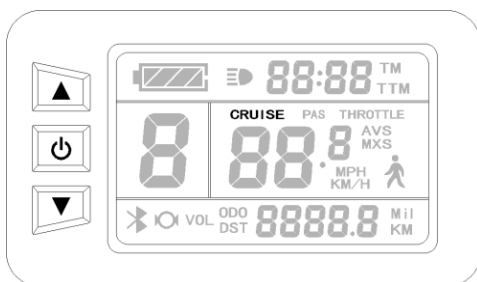 88:88 TM
TTM
CRUISE PAS THROTTLE
8 88.8 AVS
MXS
MPH
KM/H
VOL ODO 8888.8 Mil
DST KM